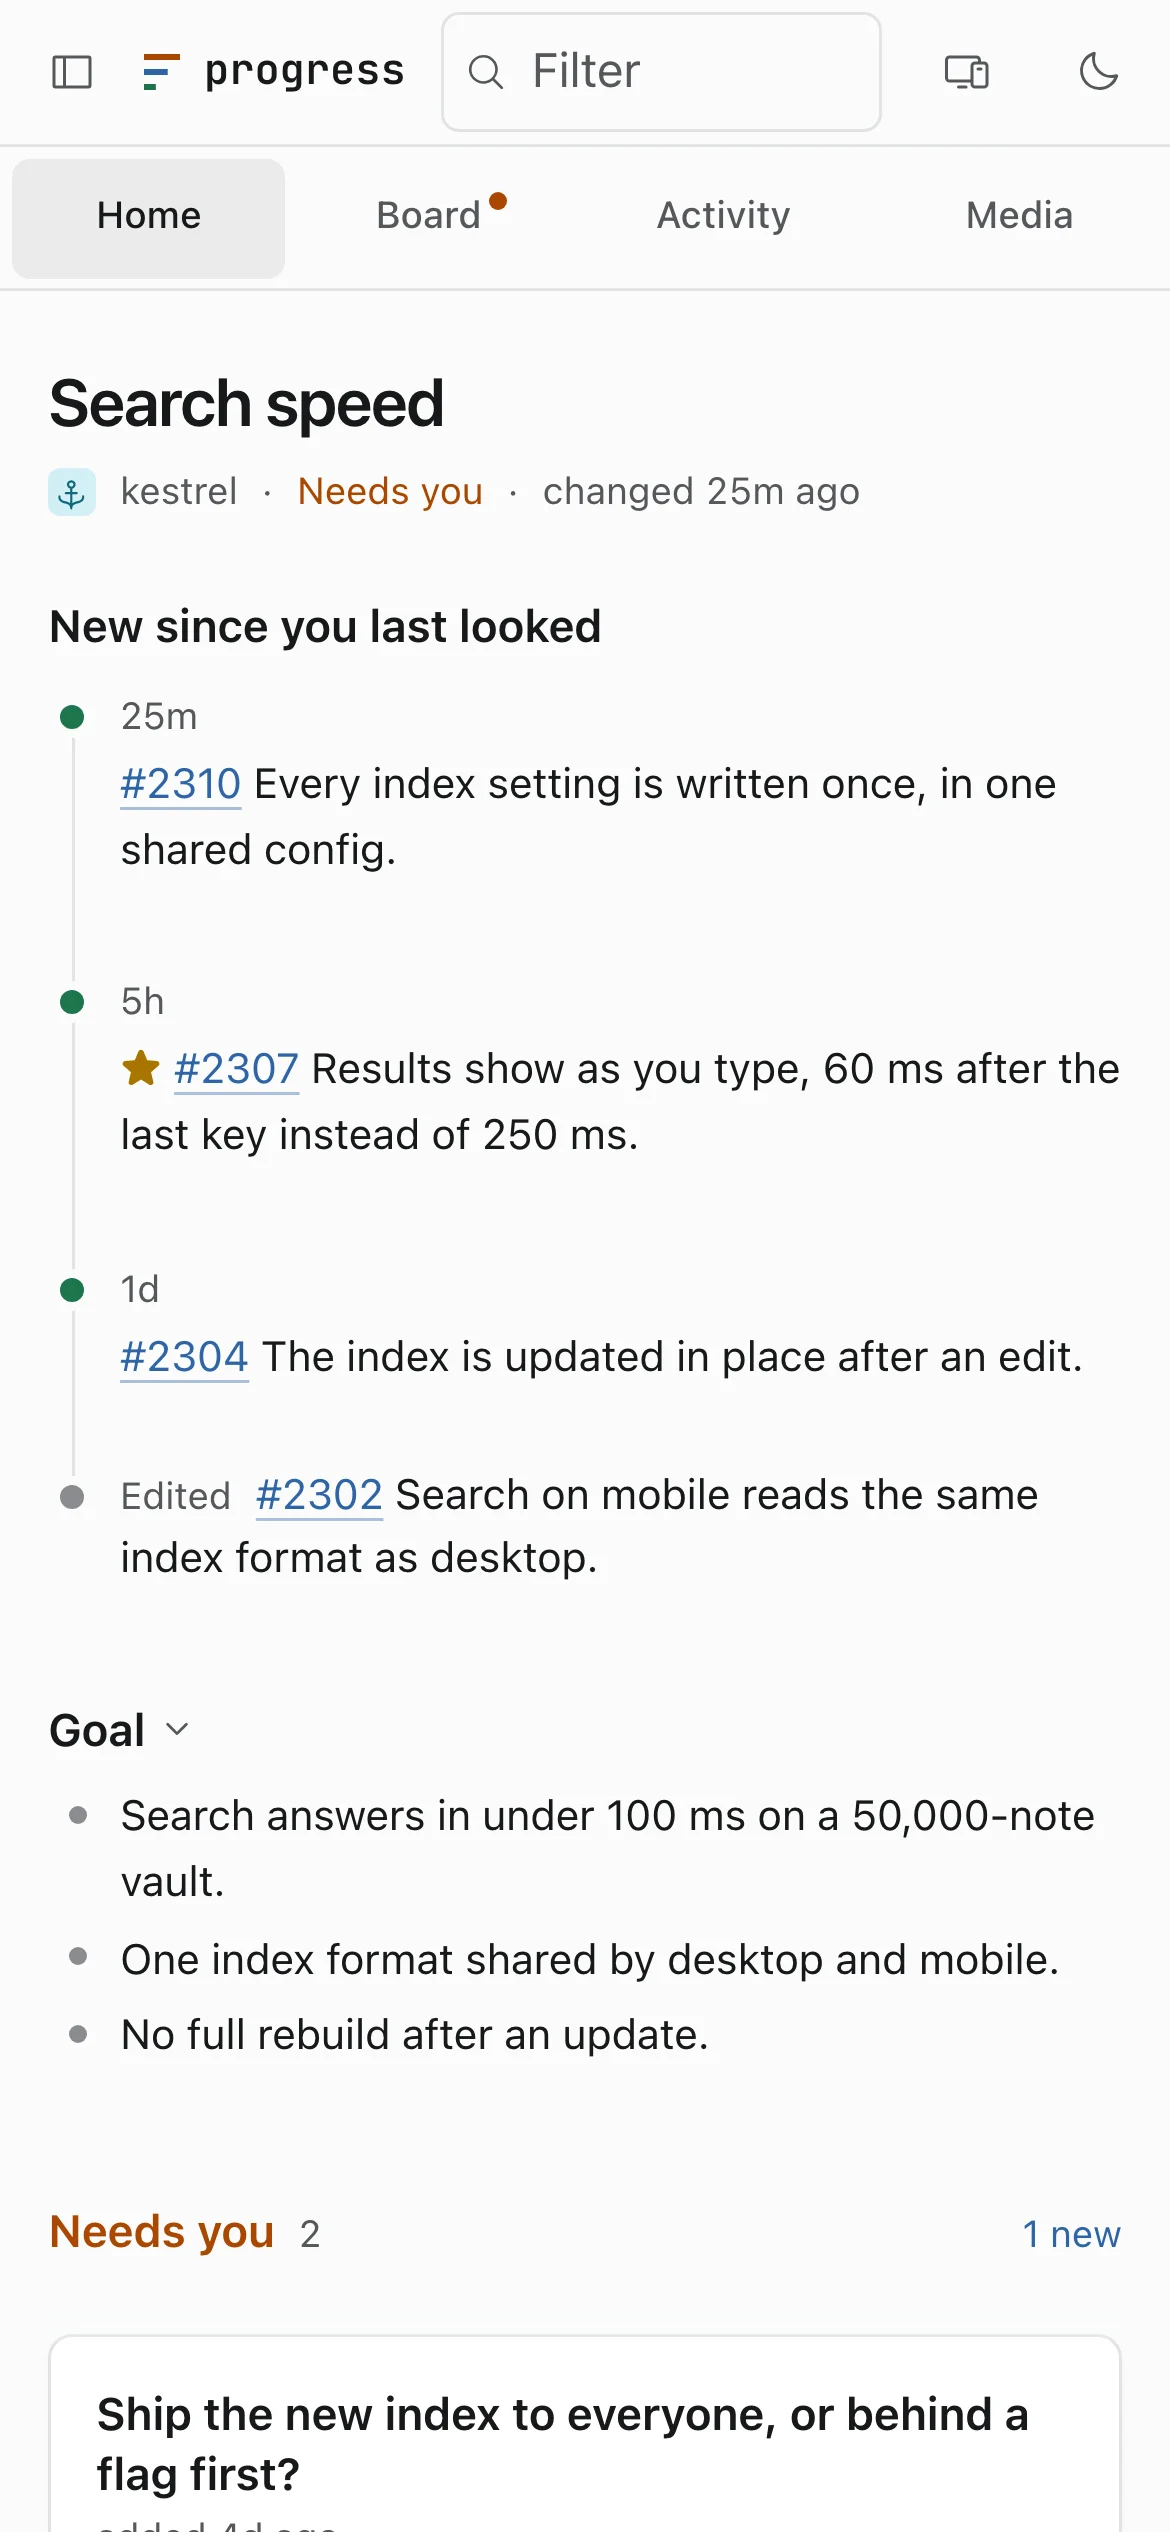 progress
Filter
Home
Board
Activity
Media
Search speed
kestrel · Needs you · changed 25m ago
New since you last looked
25m
#2310 Every index setting is written once, in one
shared config.
5h
#2307 Results show as you type, 60 ms after the
last key instead of 250 ms.
1d
#2304 The index is updated in place after an edit.
Edited #2302 Search on mobile reads the same
index format as desktop.
Goal
Search answers in under 100 ms on a 50,000-note
vault.
One index format shared by desktop and mobile.
No full rebuild after an update.
Needs you 2
1 new
Ship the new index to everyone, or behind a
flag first?
added 4d ago